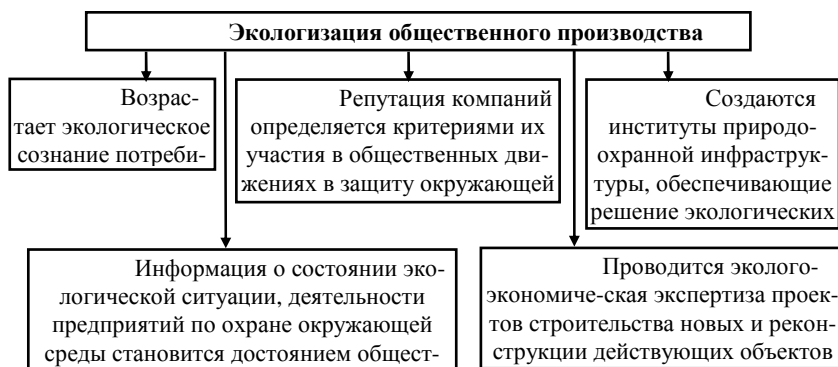 Экологизация общественного производства
Возрас-
тает экологическое
сознание потреби-
Репутация компаний
определяется критериями их
участия в общественных дви-
жениях в защиту окружающей
Создаются
институты природо-
охранной инфраструк-
туры, обеспечивающие
решение экологических
Информация о состоянии эко-
логической ситуации, деятельности
предприятий по охране окружающей
среды становится достоянием общест-
Проводится эколого-
экономиче-ская экспертиза проек-
тов строительства новых и рекон-
струкции действующих объектов